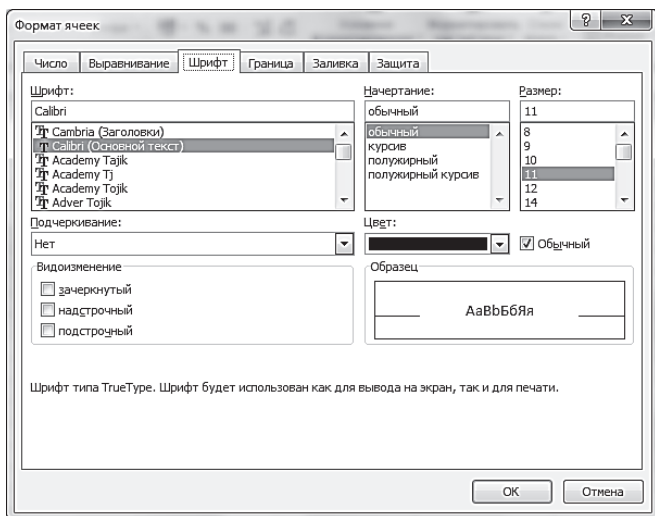 Формат ячеек
Число Выравнивание Шрифт Граница Заливка Защита
Шрифт: Начертание: Размер:
Calibri обычный 11
Cambria (Заголовки) обычный 8
Calibri (Основной текст) курсив 9
Academy Tajik полужирный 10
Academy Tj полужирный курсив 11
Academy Tojik 12
Adver Tojik 14
Подчеркивание: Цвет:
Нет Обычный
Видоизменение Образец
зачеркнутый
надстрочный АаВbБбЯя
подстрочный
Шрифт типа TrueType. Шрифт будет использован как для вывода на экран, так и для печати.
ОК Отмена